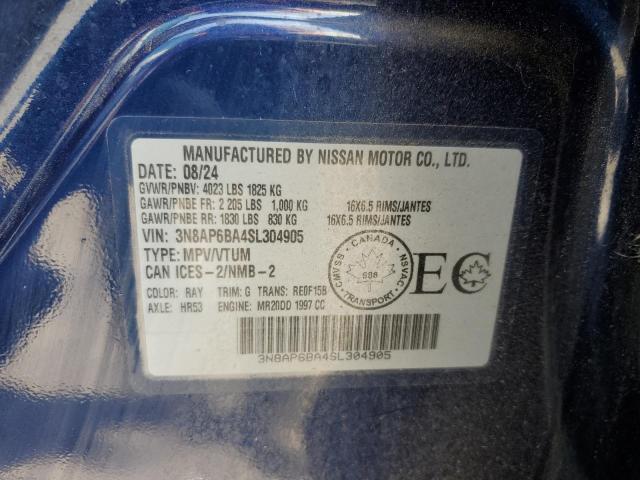 MANUFACTURED BY NISSAN MOTOR CO., LTD.
DATE: 08/24
GVWR/PNBV: 4023 LBS 1825 KG
GAWR/PNBE FR: 2 205 LBS 1,000 KG 16X6.5 RIMS/JANTES
GAWR/PNBE RR: 1830 LBS 830 KG 16X6.5 RIMS/JANTES
VIN: 3N8AP6BA4SL304905
TYPE: MPV/VTUM
CAN ICES-2/NMB-2
CMVSS CANADA NSVAC
TRANSPORT
EC
COLOR: RAY TRIM: G TRANS: RE0F15B
AXLE: HR53 ENGINE: MR20DD 1997 CC
3N8AP6BA4SL304905